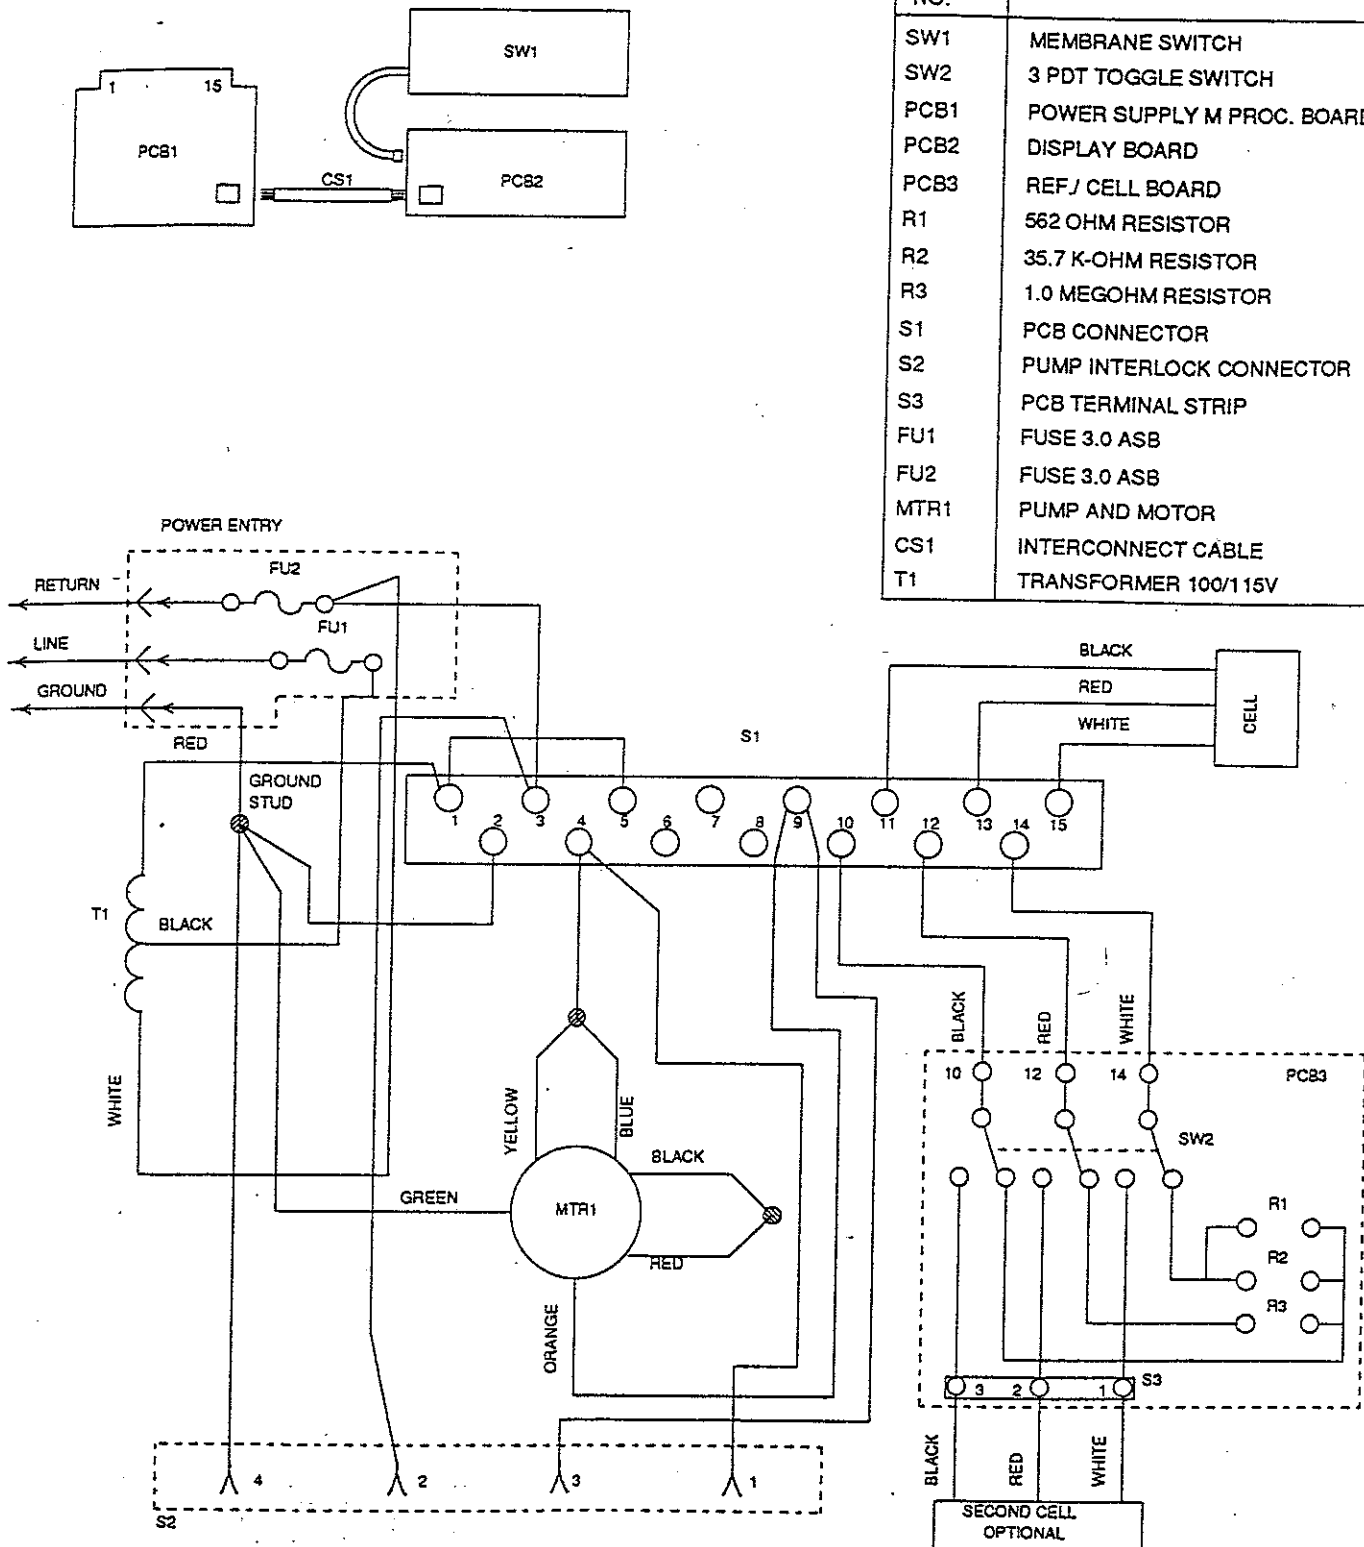 NO.
SW1 MEMBRANE SWITCH
SW2 3 PDT TOGGLE SWITCH
PCB1 POWER SUPPLY M PROC. BOARD
PCB2 DISPLAY BOARD
PCB3 REF./ CELL BOARD
R1 562 OHM RESISTOR
R2 35.7 K-OHM RESISTOR
R3 1.0 MEGOHM RESISTOR
S1 PCB CONNECTOR
S2 PUMP INTERLOCK CONNECTOR
S3 PCB TERMINAL STRIP
FU1 FUSE 3.0 ASB
FU2 FUSE 3.0 ASB
MTR1 PUMP AND MOTOR
CS1 INTERCONNECT CABLE
T1 TRANSFORMER 100/115V
SW1
1 15
PCB1
CS1
PCB2
POWER ENTRY
FU2
RETURN
FU1
LINE
GROUND
RED
GROUND
STUD
T1
BLACK
WHITE
S1
BLACK
RED
WHITE
CELL
1 2 3 4 5 6 7 8 9 10 11 12 13 14 15
YELLOW
BLUE
BLACK
GREEN
MTR1
RED
ORANGE
BLACK
RED
WHITE
10 12 14
PCB3
SW2
R1
R2
R3
3 2 1 S3
BLACK
RED
WHITE
4 2 3 1
S2
SECOND CELL
OPTIONAL